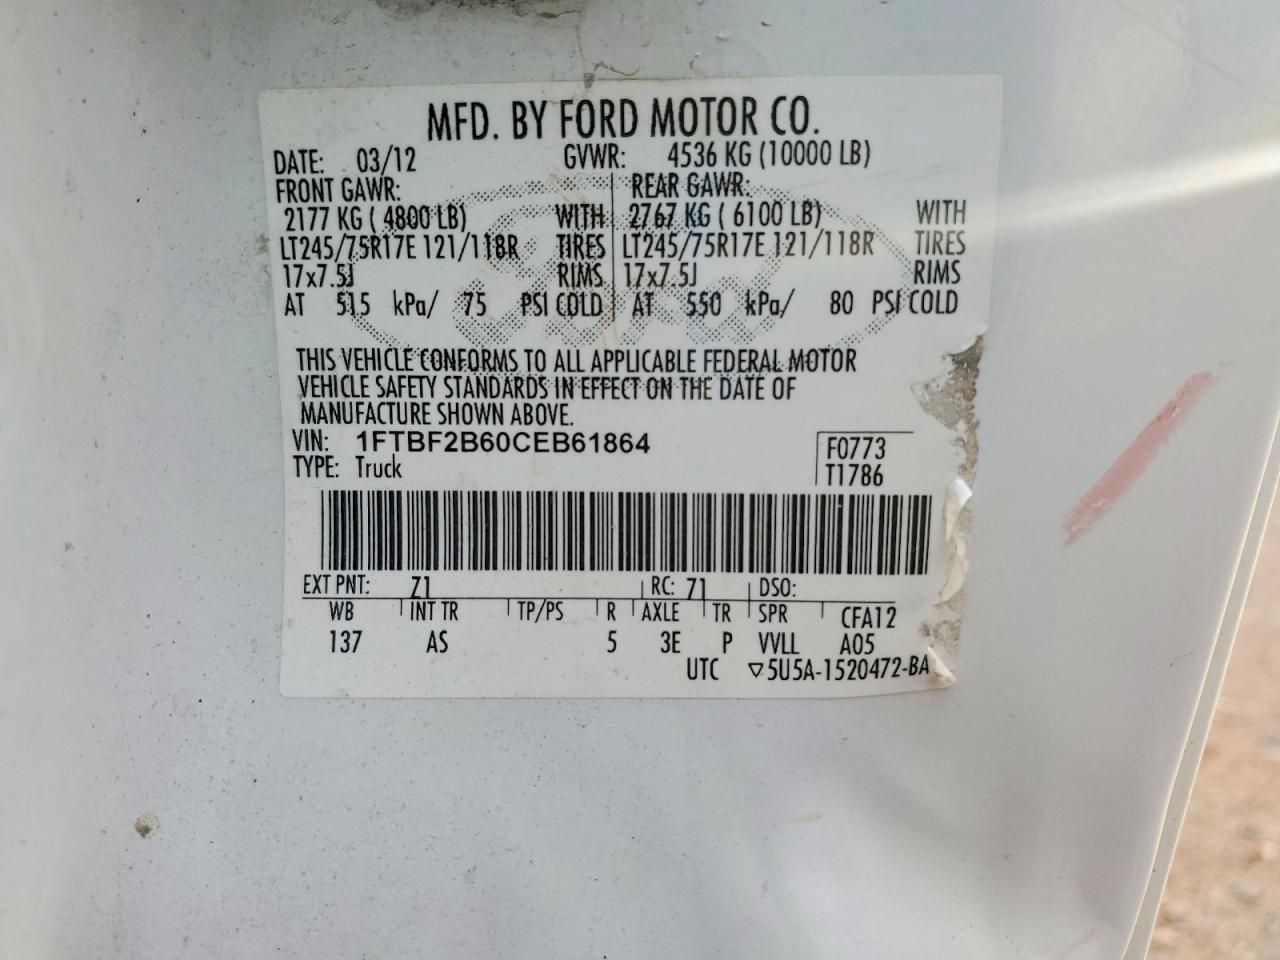 MFD. BY FORD MOTOR CO.
DATE: 03/12 GVWR: 4536 KG (10000 LB)
FRONT GAWR: REAR GAWR:
2177 KG ( 4800 LB) WITH 2767 KG ( 6100 LB) WITH
LT245/75R17E 121/118R TIRES LT245/75R17E 121/118R TIRES
17x7.5J RIMS 17x7.5J RIMS
AT 515 kPa/ 75 PSI COLD AT 550 kPa/ 80 PSI COLD
THIS VEHICLE CONFORMS TO ALL APPLICABLE FEDERAL MOTOR
VEHICLE SAFETY STANDARDS IN EFFECT ON THE DATE OF
MANUFACTURE SHOWN ABOVE.
VIN: 1FTBF2B60CEB61864 F0773
TYPE: Truck T1786
EXT PNT: Z1 RC: 71 DSO:
WB INT TR TP/PS R AXLE TR SPR CFA12
137 AS 5 3E P VVLL A05
UTC ▽5U5A-1520472-BA